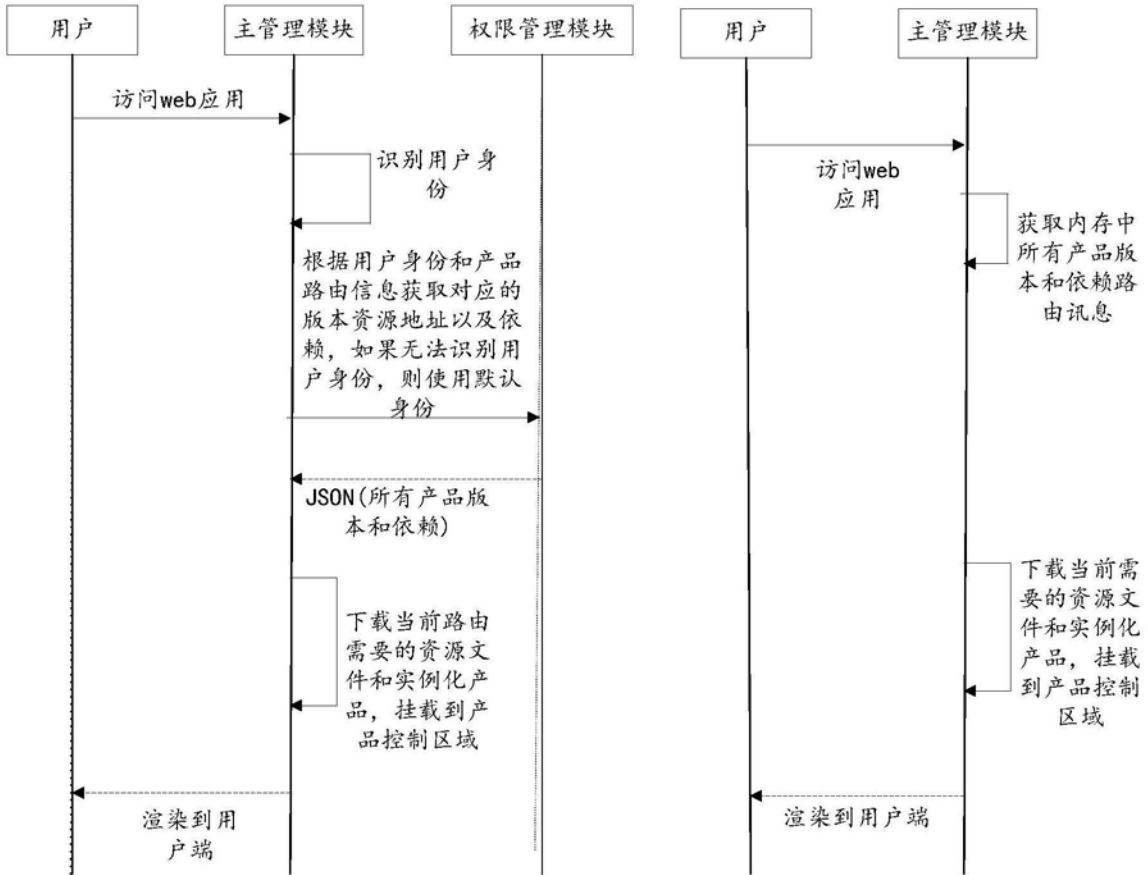 用户
主管理模块
权限管理模块
访问web应用
识别用户身
份
根据用户身份和产品
路由信息获取对应的
版本资源地址以及依
赖，如果无法识别用
户身份，则使用默认
身份
JSON(所有产品版
本和依赖)
下载当前路由
需要的资源文
件和实例化产
品，挂载到产
品控制区域
渲染到用
户端
用户
主管理模块
访问web
应用
获取内存中
所有产品版
本和依赖路
由讯息
下载当前需
要的资源文
件和实例化
产品，挂载
到产品控制
区域
渲染到用户端